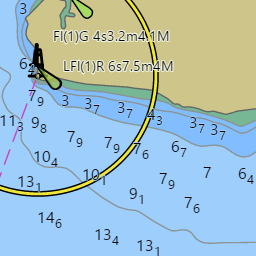 Fl(1)G 4s3.2m4.1M
LFl(1)R 6s7.5m4M
7₉ 3 3₇ 3₇ 4₃ 3₇ 3₇
11₃ 9₈ 7₉ 7₉ 7₆ 6₇
10₄ 10₁ 7₉ 7 6₄
13₁ 9₁ 7₆
14₆ 13₄ 13₁